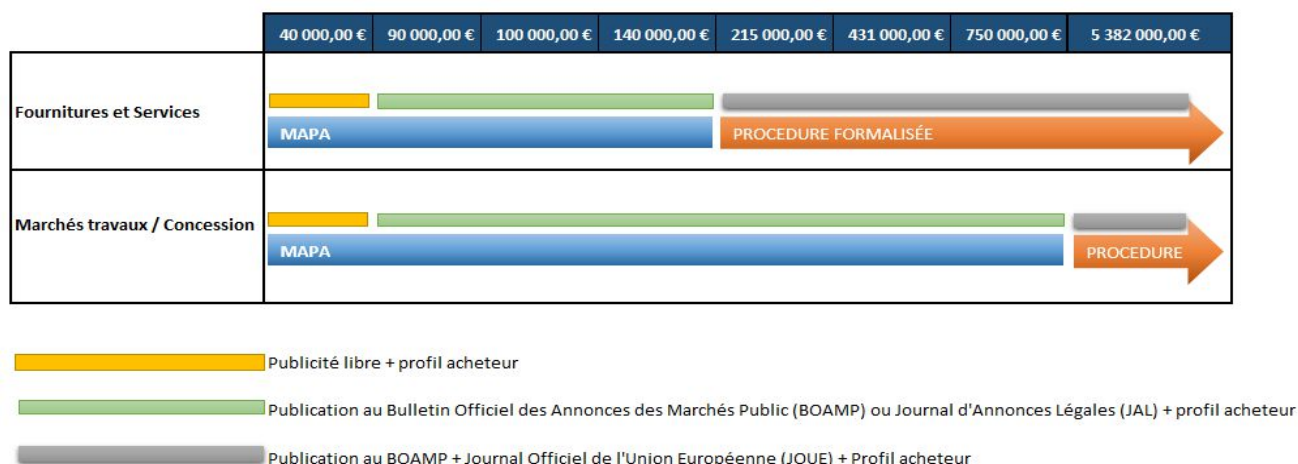 40 000,00 € 90 000,00 € 100 000,00 € 140 000,00 € 215 000,00 € 431 000,00 € 750 000,00 € 5 382 000,00 €
Fournitures et Services
MAPA PROCEDURE FORMALISÉE
Marchés travaux / Concession
MAPA PROCEDURE
Publicité libre + profil acheteur
Publication au Bulletin Officiel des Annonces des Marchés Public (BOAMP) ou Journal d'Annonces Légales (JAL) + profil acheteur
Publication au BOAMP + Journal Officiel de l'Union Européenne (JOUE) + Profil acheteur